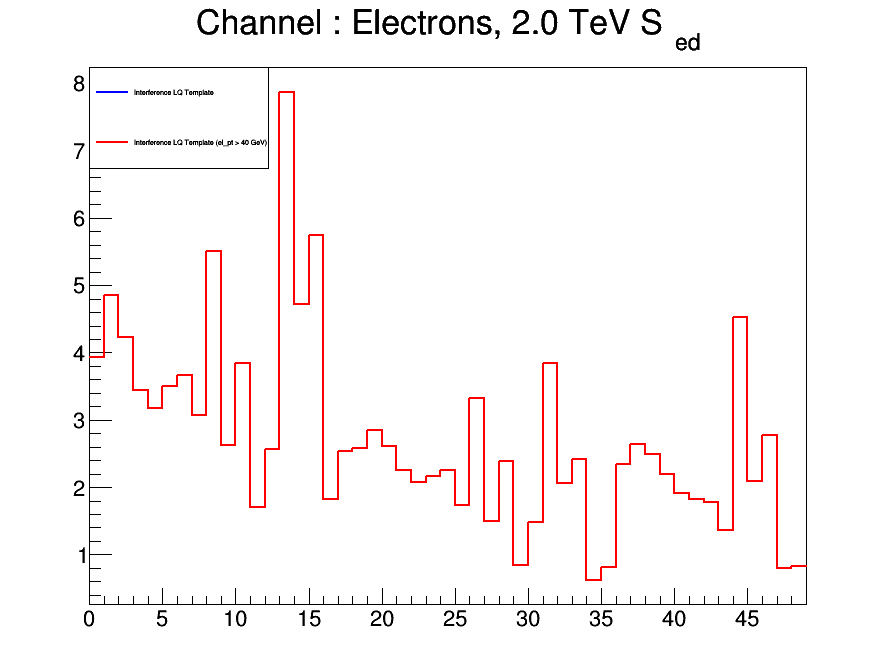 Channel : Electrons, 2.0 TeV S ed
Interference LQ Template
Interference LQ Template (el_pt > 40 GeV)
8
7
6
5
4
3
2
1
0 5 10 15 20 25 30 35 40 45